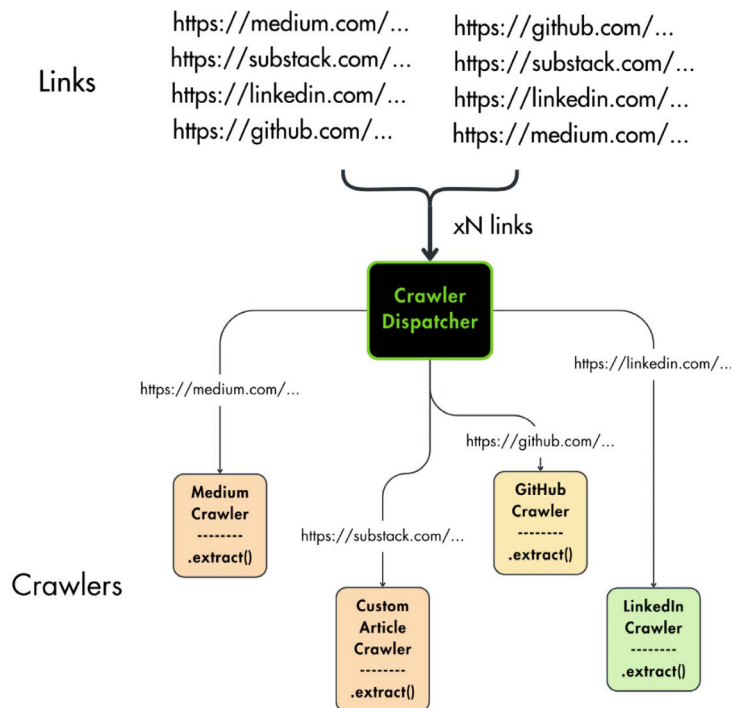 https://medium.com/...
https://substack.com/...
https://linkedin.com/...
https://github.com/...
https://github.com/...
https://substack.com/...
https://linkedin.com/...
https://medium.com/...
Links
xN links
Crawler
Dispatcher
https://medium.com/...
https://linkedin.com/...
https://github.com/...
https://substack.com/...
Crawlers
Medium
Crawler
--------
.extract()
Custom
Article
Crawler
--------
.extract()
GitHub
Crawler
--------
.extract()
LinkedIn
Crawler
--------
.extract()